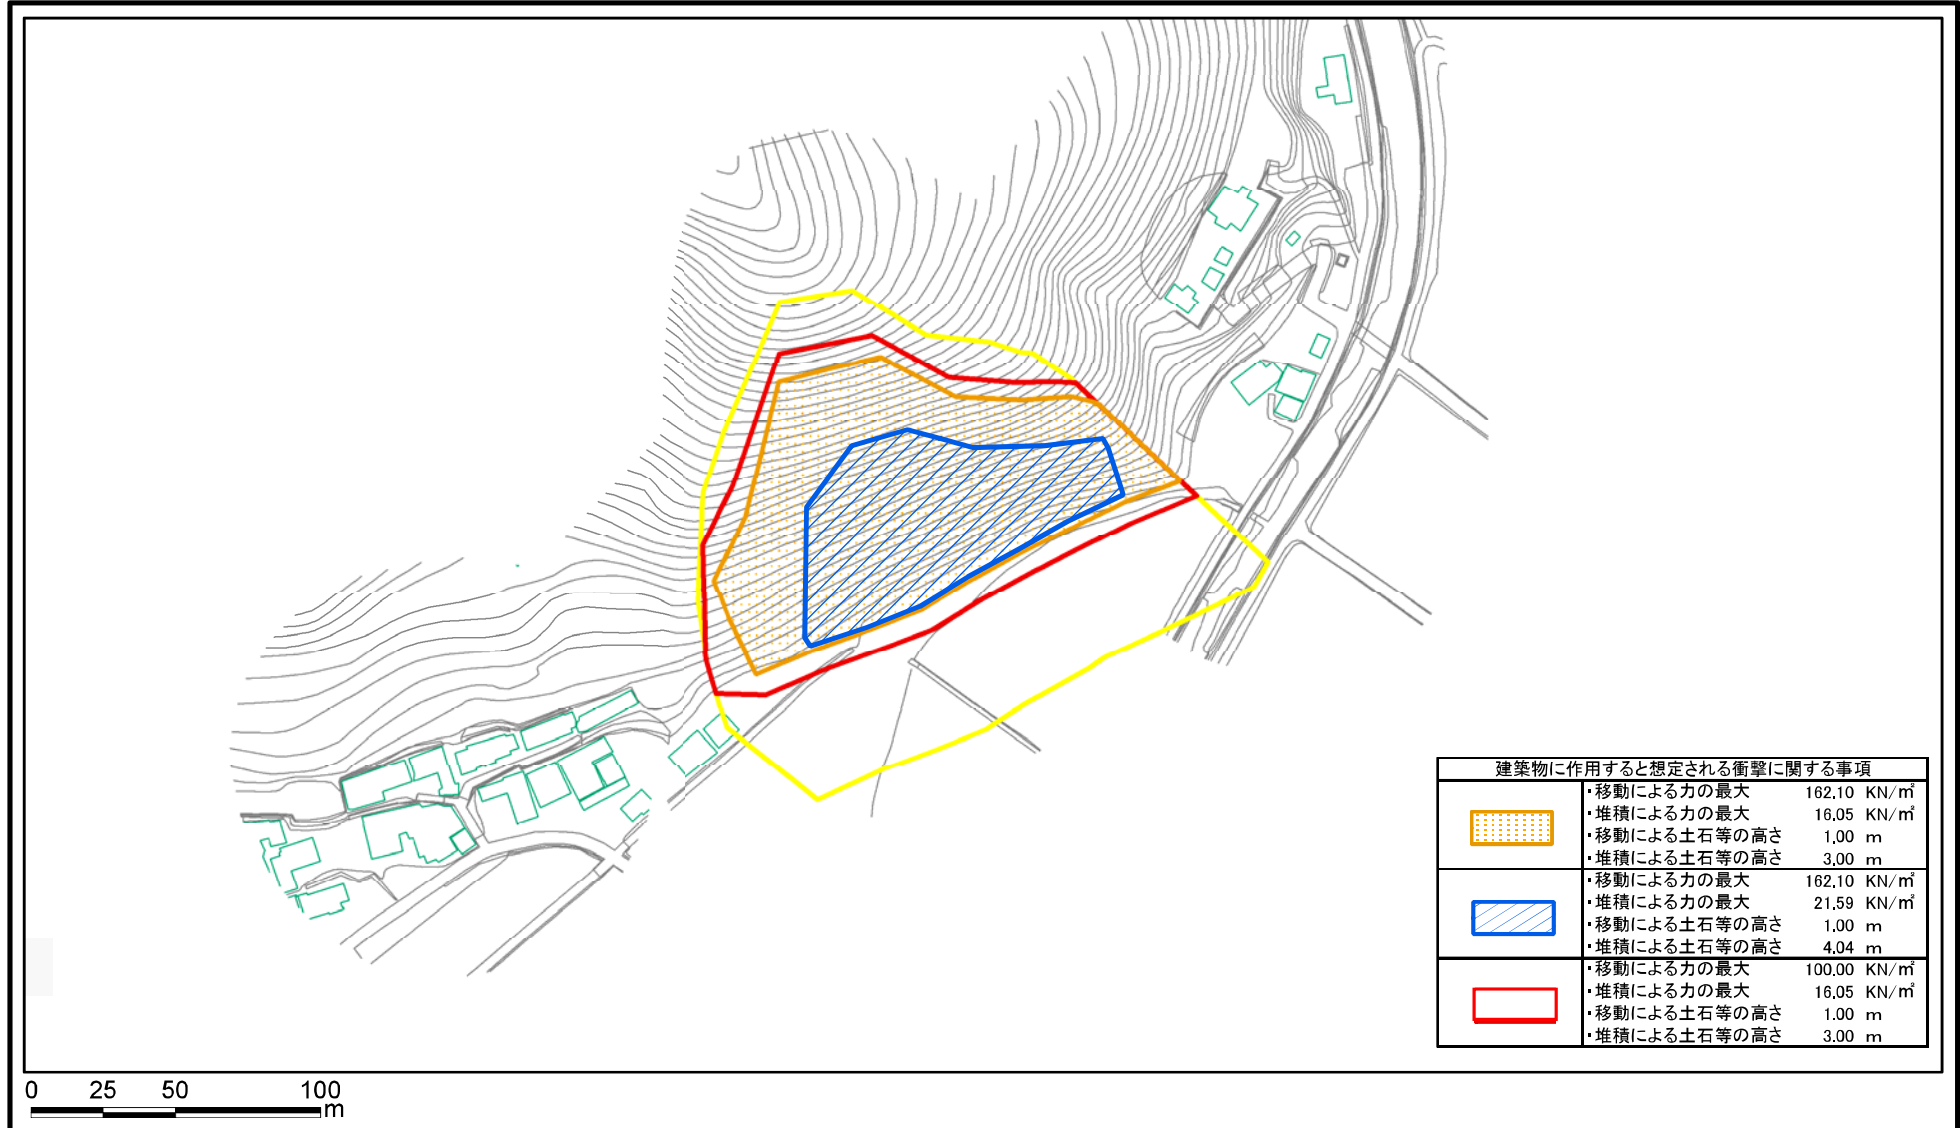 建築物に作用すると想定される衝撃に関する事項
・移動による力の最大 162.10 KN/㎡
・堆積による力の最大 16.05 KN/㎡
・移動による土石等の高さ 1.00 m
・堆積による土石等の高さ 3.00 m
・移動による力の最大 162.10 KN/㎡
・堆積による力の最大 21.59 KN/㎡
・移動による土石等の高さ 1.00 m
・堆積による土石等の高さ 4.04 m
・移動による力の最大 100.00 KN/㎡
・堆積による力の最大 16.05 KN/㎡
・移動による土石等の高さ 1.00 m
・堆積による土石等の高さ 3.00 m
0 25 50 100
m